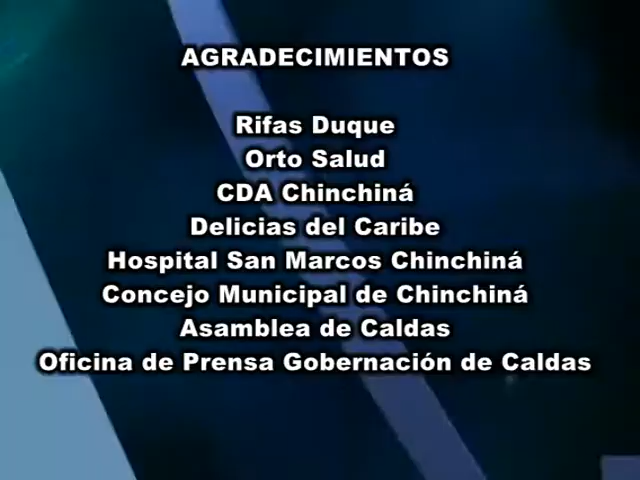 AGRADECIMIENTOS
Rifas Duque
Orto Salud
CDA Chinchiná
Delicias del Caribe
Hospital San Marcos Chinchiná
Concejo Municipal de Chinchiná
Asamblea de Caldas
Oficina de Prensa Gobernación de Caldas